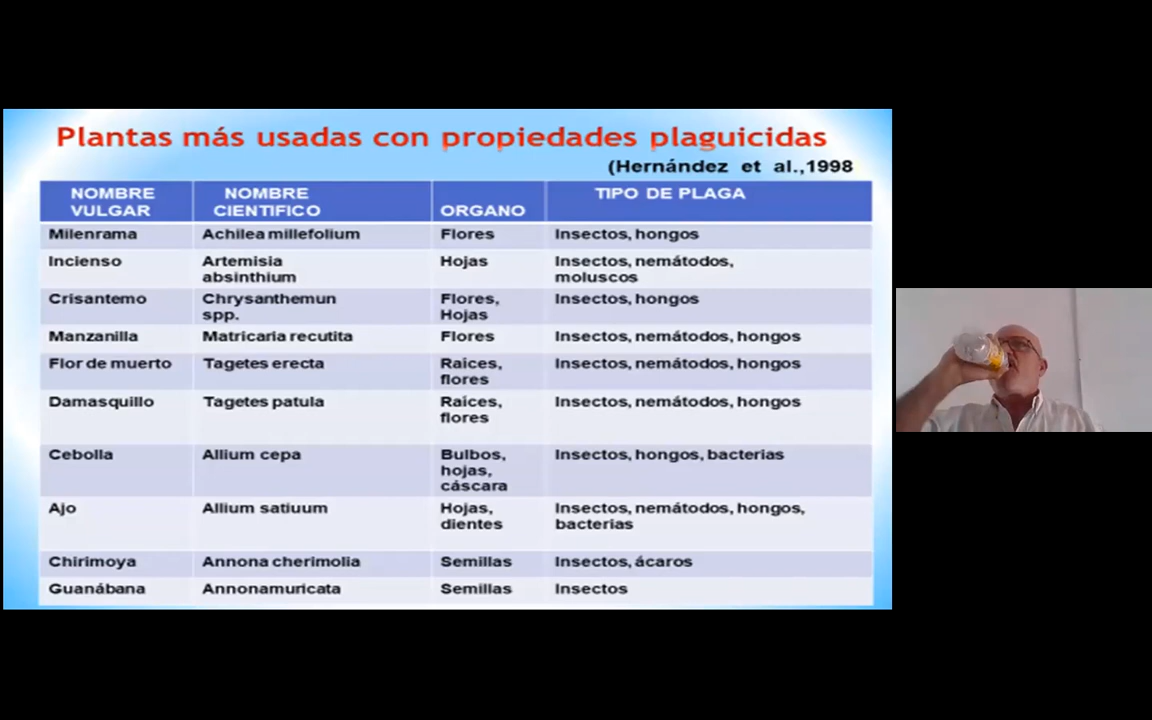 Plantas más usadas con propiedades plaguicidas
(Hernández et al.,1998
NOMBRE VULGAR NOMBRE CIENTIFICO ORGANO TIPO DE PLAGA
Milenrama Achilea millefolium Flores Insectos, hongos
Incienso Artemisia absinthium Hojas Insectos, nemátodos, moluscos
Crisantemo Chrysanthemun spp. Flores, Hojas Insectos, hongos
Manzanilla Matricaria recutita Flores Insectos, nemátodos, hongos
Flor de muerto Tagetes erecta Raíces, flores Insectos, nemátodos, hongos
Damasquillo Tagetes patula Raíces, flores Insectos, nemátodos, hongos
Cebolla Allium cepa Bulbos, hojas, cáscara Insectos, hongos, bacterias
Ajo Allium satiuum Hojas, dientes Insectos, nemátodos, hongos, bacterias
Chirimoya Annona cherimolia Semillas Insectos, ácaros
Guanábana Annonamuricata Semillas Insectos